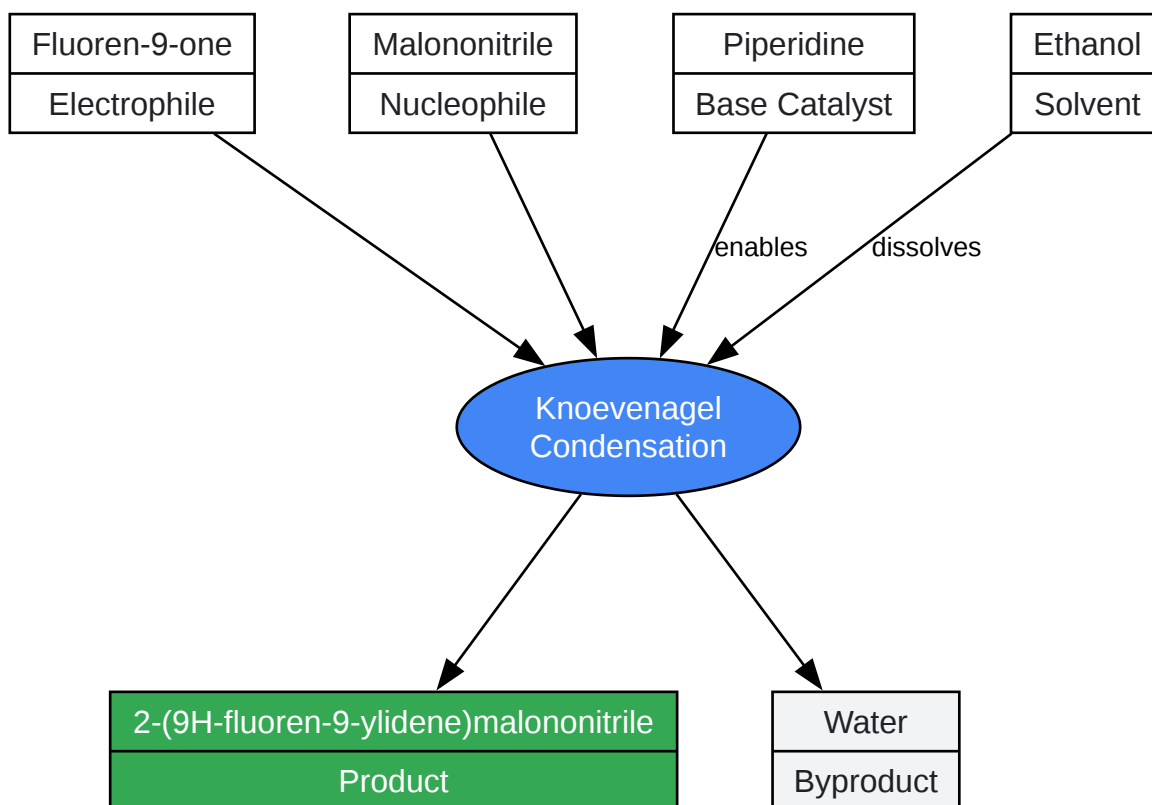 Fluoren-9-one
Electrophile
Malononitrile
Nucleophile
Piperidine
Base Catalyst
Ethanol
Solvent
enables
dissolves
Knoevenagel
Condensation
2-(9H-fluoren-9-ylidene)malononitrile
Product
Water
Byproduct